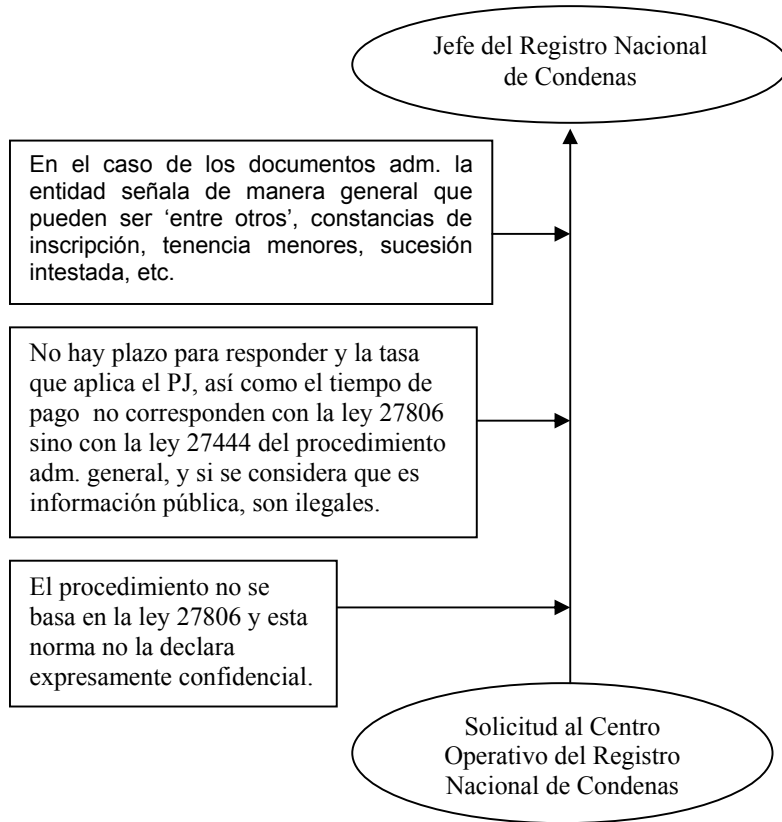 Jefe del Registro Nacional
de Condenas
En el caso de los documentos adm. la
entidad señala de manera general que
pueden ser ‘entre otros’, constancias de
inscripción, tenencia menores, sucesión
intestada, etc.
No hay plazo para responder y la tasa
que aplica el PJ, así como el tiempo de
pago no corresponden con la ley 27806
sino con la ley 27444 del procedimiento
adm. general, y si se considera que es
información pública, son ilegales.
El procedimiento no se
basa en la ley 27806 y esta
norma no la declara
expresamente confidencial.
Solicitud al Centro
Operativo del Registro
Nacional de Condenas